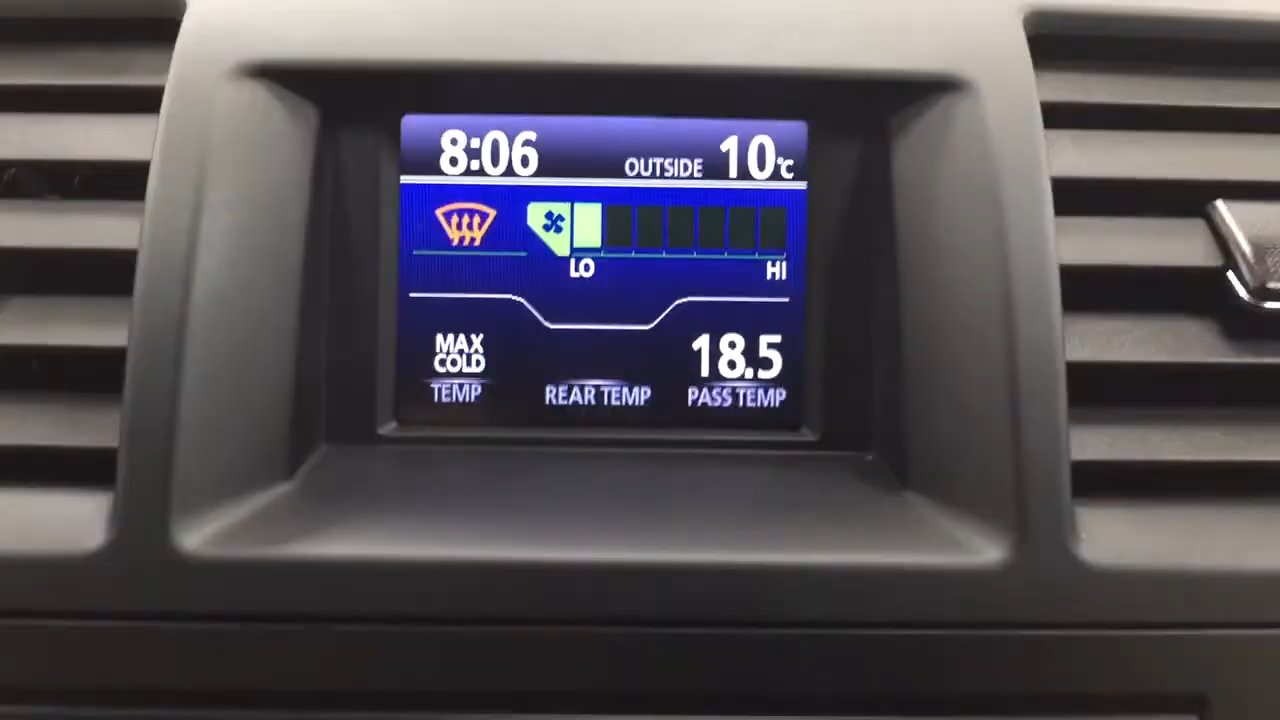 8:06 OUTSIDE 10°C
LO HI
MAX
COLD 18.5
TEMP REAR TEMP PASS TEMP